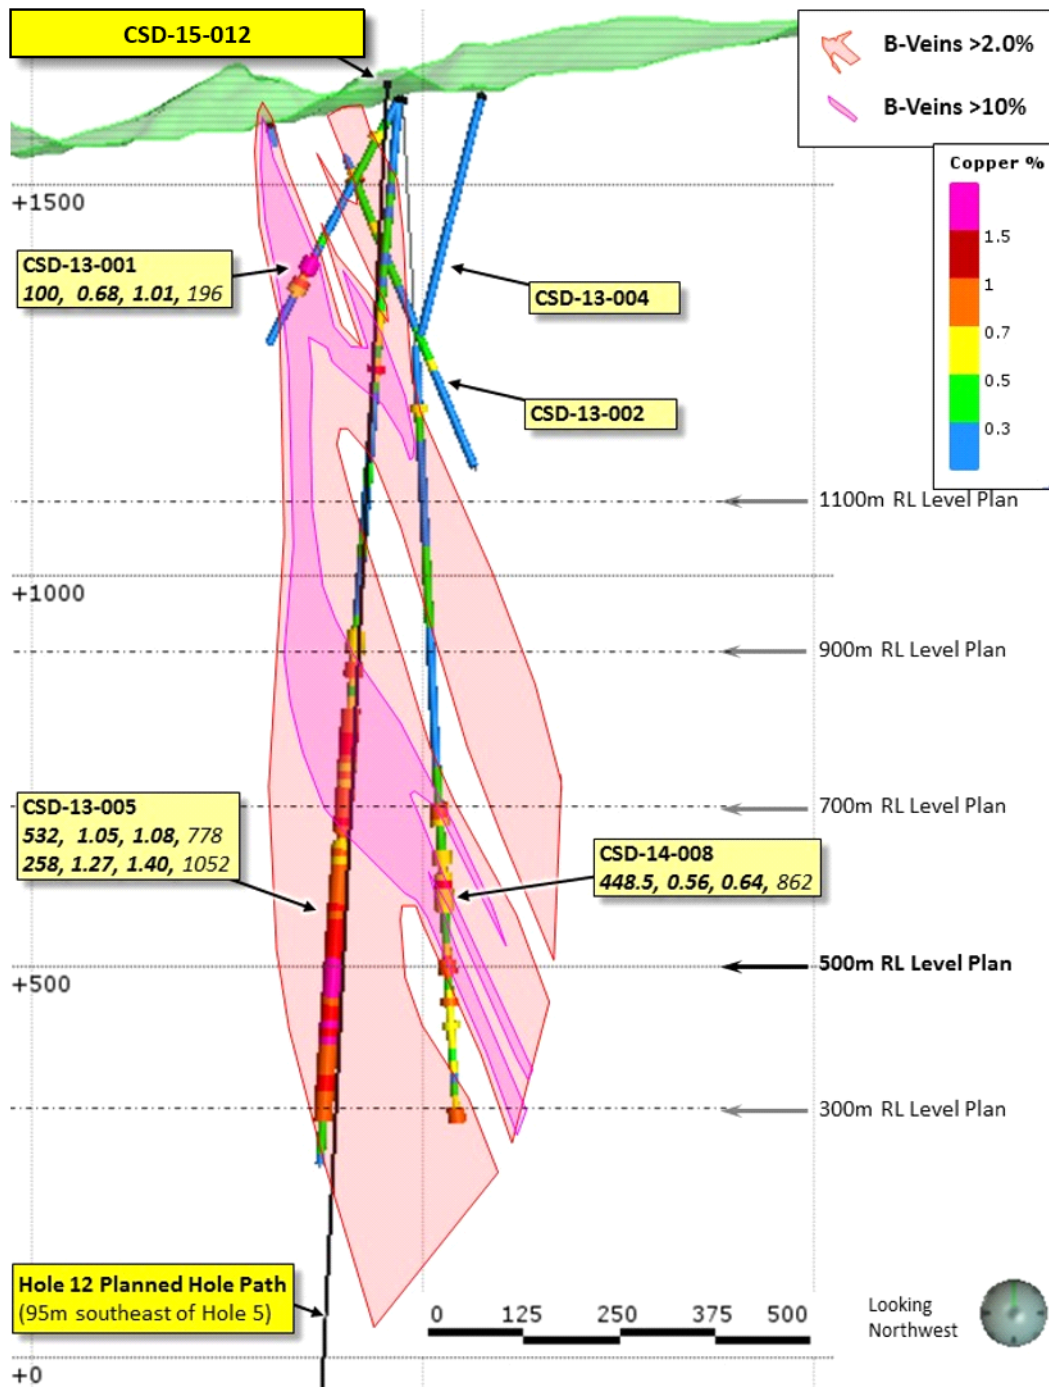 CSD-15-012
B-Veins >2.0%
B-Veins >10%
Copper %
1.5
1
0.7
0.5
0.3
+1500
CSD-13-001
100, 0.68, 1.01, 196
CSD-13-004
CSD-13-002
1100m RL Level Plan
+1000
900m RL Level Plan
700m RL Level Plan
CSD-13-005
532, 1.05, 1.08, 778
258, 1.27, 1.40, 1052
CSD-14-008
448.5, 0.56, 0.64, 862
500m RL Level Plan
+500
300m RL Level Plan
Hole 12 Planned Hole Path
(95m southeast of Hole 5)
0 125 250 375 500
Looking
Northwest
+0